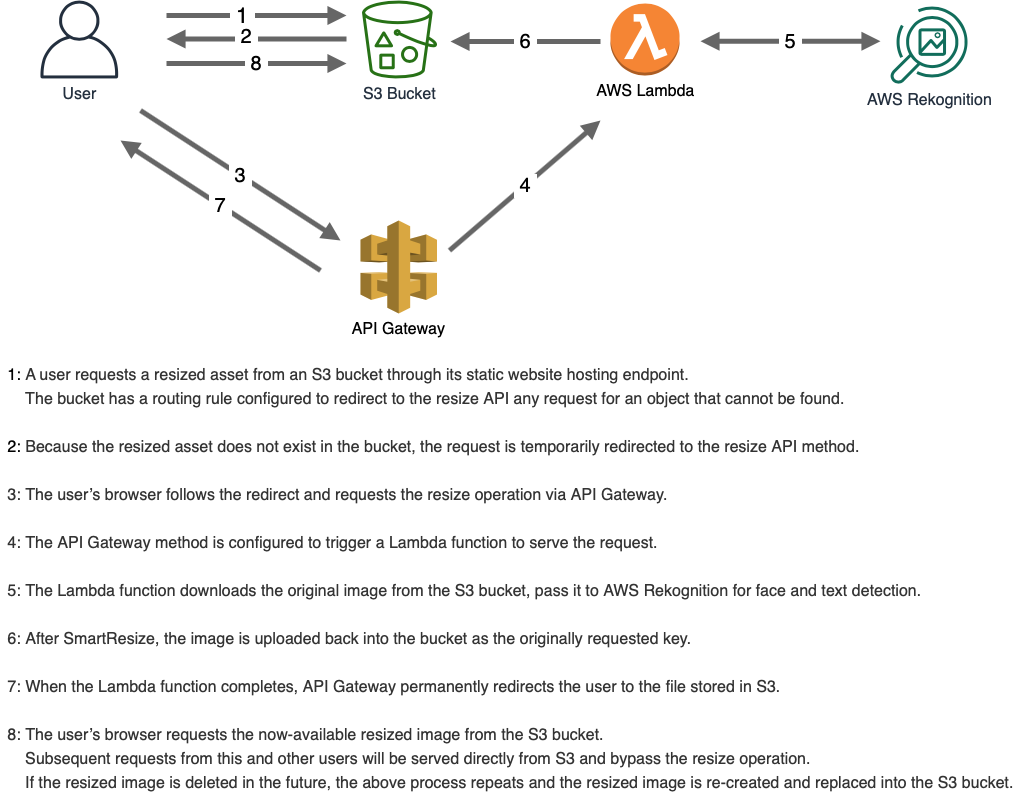 1
2
8
6
5
User
S3 Bucket
AWS Lambda
AWS Rekognition
3
7
4
API Gateway
1: A user requests a resized asset from an S3 bucket through its static website hosting endpoint.
The bucket has a routing rule configured to redirect to the resize API any request for an object that cannot be found.
2: Because the resized asset does not exist in the bucket, the request is temporarily redirected to the resize API method.
3: The user’s browser follows the redirect and requests the resize operation via API Gateway.
4: The API Gateway method is configured to trigger a Lambda function to serve the request.
5: The Lambda function downloads the original image from the S3 bucket, pass it to AWS Rekognition for face and text detection.
6: After SmartResize, the image is uploaded back into the bucket as the originally requested key.
7: When the Lambda function completes, API Gateway permanently redirects the user to the file stored in S3.
8: The user’s browser requests the now-available resized image from the S3 bucket.
Subsequent requests from this and other users will be served directly from S3 and bypass the resize operation.
If the resized image is deleted in the future, the above process repeats and the resized image is re-created and replaced into the S3 bucket.